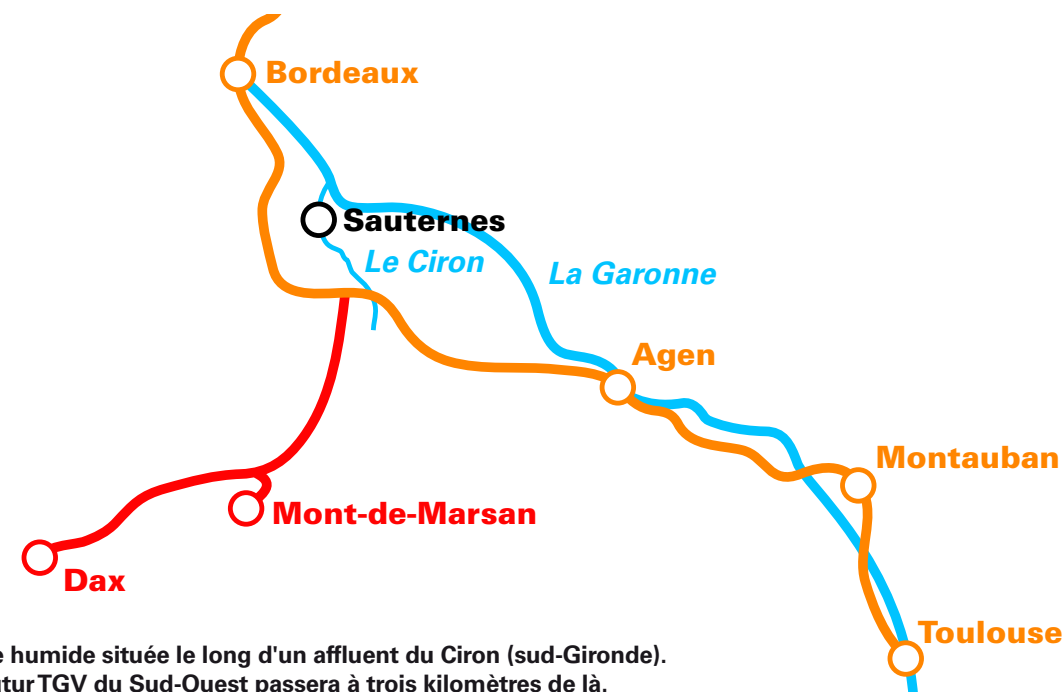 Bordeaux
Sauternes
Le Ciron
La Garonne
Agen
Montauban
Mont-de-Marsan
Dax
Toulouse
e humide située le long d'un affluent du Ciron (sud-Gironde).
utur TGV du Sud-Ouest passera à trois kilomètres de là.